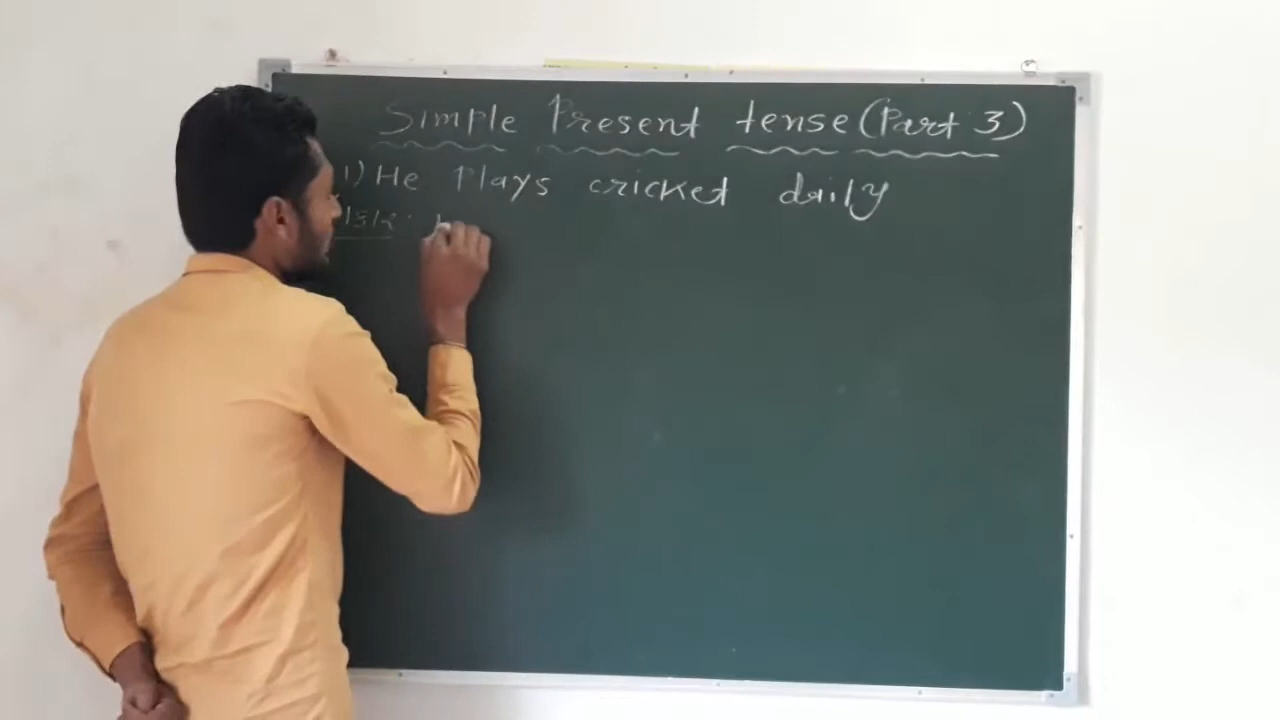 Simple Present tense (Part 3)
1) He Plays cricket daily